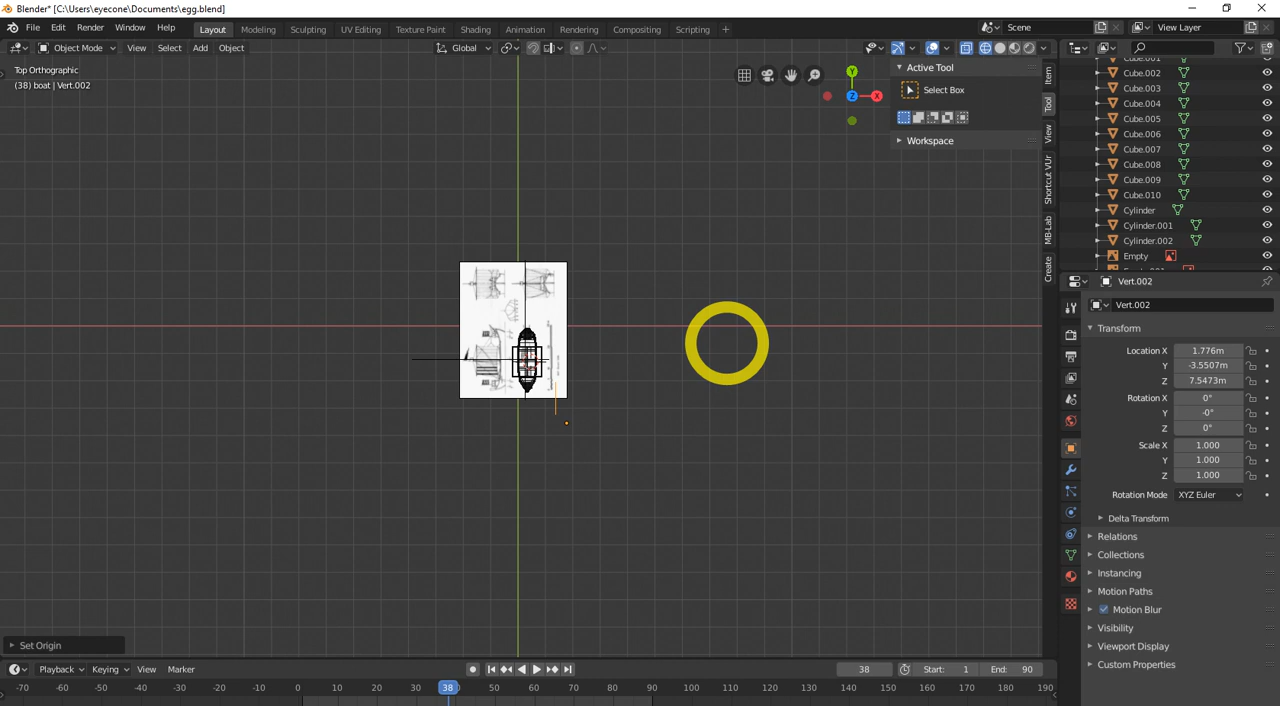 Blender* [C:\Users\eyecone\Documents\egg.blend]
File Edit Render Window Help Layout Modeling Sculpting UV Editing Texture Paint Shading Animation Rendering Compositing Scripting + Scene View Layer
Object Mode View Select Add Object Global
Top Orthographic
(38) boat | Vert.002
Y
X
Z
Active Tool
Select Box
Workspace
Item
Tool
View
Shortcut VUr
MB-Lab
Create
Cube.001
Cube.002
Cube.003
Cube.004
Cube.005
Cube.006
Cube.007
Cube.008
Cube.009
Cube.010
Cylinder
Cylinder.001
Cylinder.002
Empty
Empty.001
Vert.002
Vert.002
Transform
Location X 1.776m
Y -3.5507m
Z 7.5473m
Rotation X 0°
Y -0°
Z 0°
Scale X 1.000
Y 1.000
Z 1.000
Rotation Mode XYZ Euler
Delta Transform
Relations
Collections
Instancing
Motion Paths
Motion Blur
Visibility
Viewport Display
Custom Properties
Set Origin
Playback Keying View Marker 38 Start: 1 End: 90
-70 -60 -50 -40 -30 -20 -10 0 10 20 30 38 50 60 70 80 90 100 110 120 130 140 150 160 170 180 190